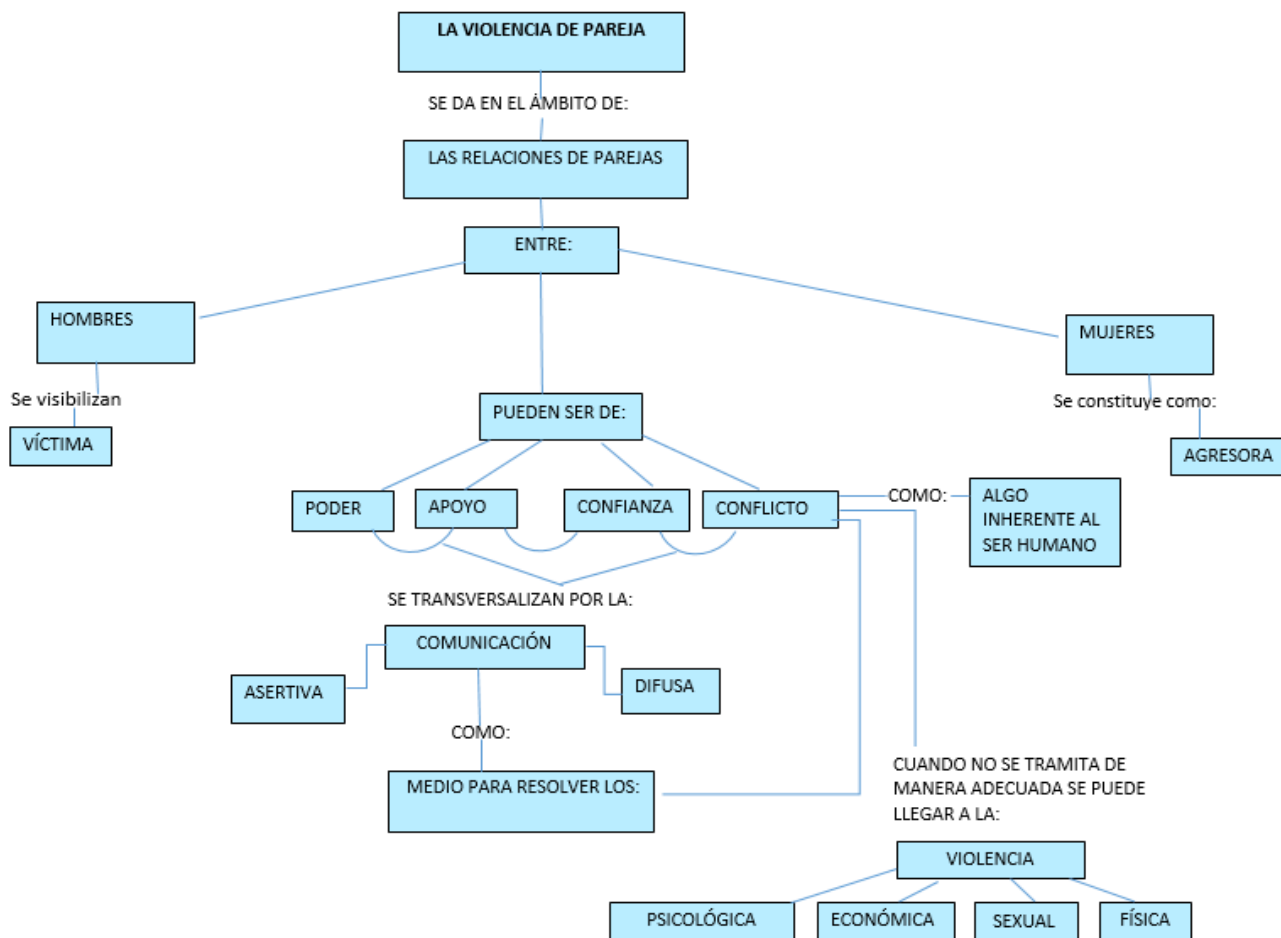 LA VIOLENCIA DE PAREJA
SE DA EN EL ÁMBITO DE:
LAS RELACIONES DE PAREJAS
ENTRE:
HOMBRES
MUJERES
Se visibilizan
Se constituye como:
VÍCTIMA
AGRESORA
PUEDEN SER DE:
PODER
APOYO
CONFIANZA
CONFLICTO
COMO:
ALGO
INHERENTE AL
SER HUMANO
SE TRANSVERSALIZAN POR LA:
COMUNICACIÓN
ASERTIVA
DIFUSA
COMO:
MEDIO PARA RESOLVER LOS:
CUANDO NO SE TRAMITA DE
MANERA ADECUADA SE PUEDE
LLEGAR A LA:
VIOLENCIA
PSICOLÓGICA
ECONÓMICA
SEXUAL
FÍSICA